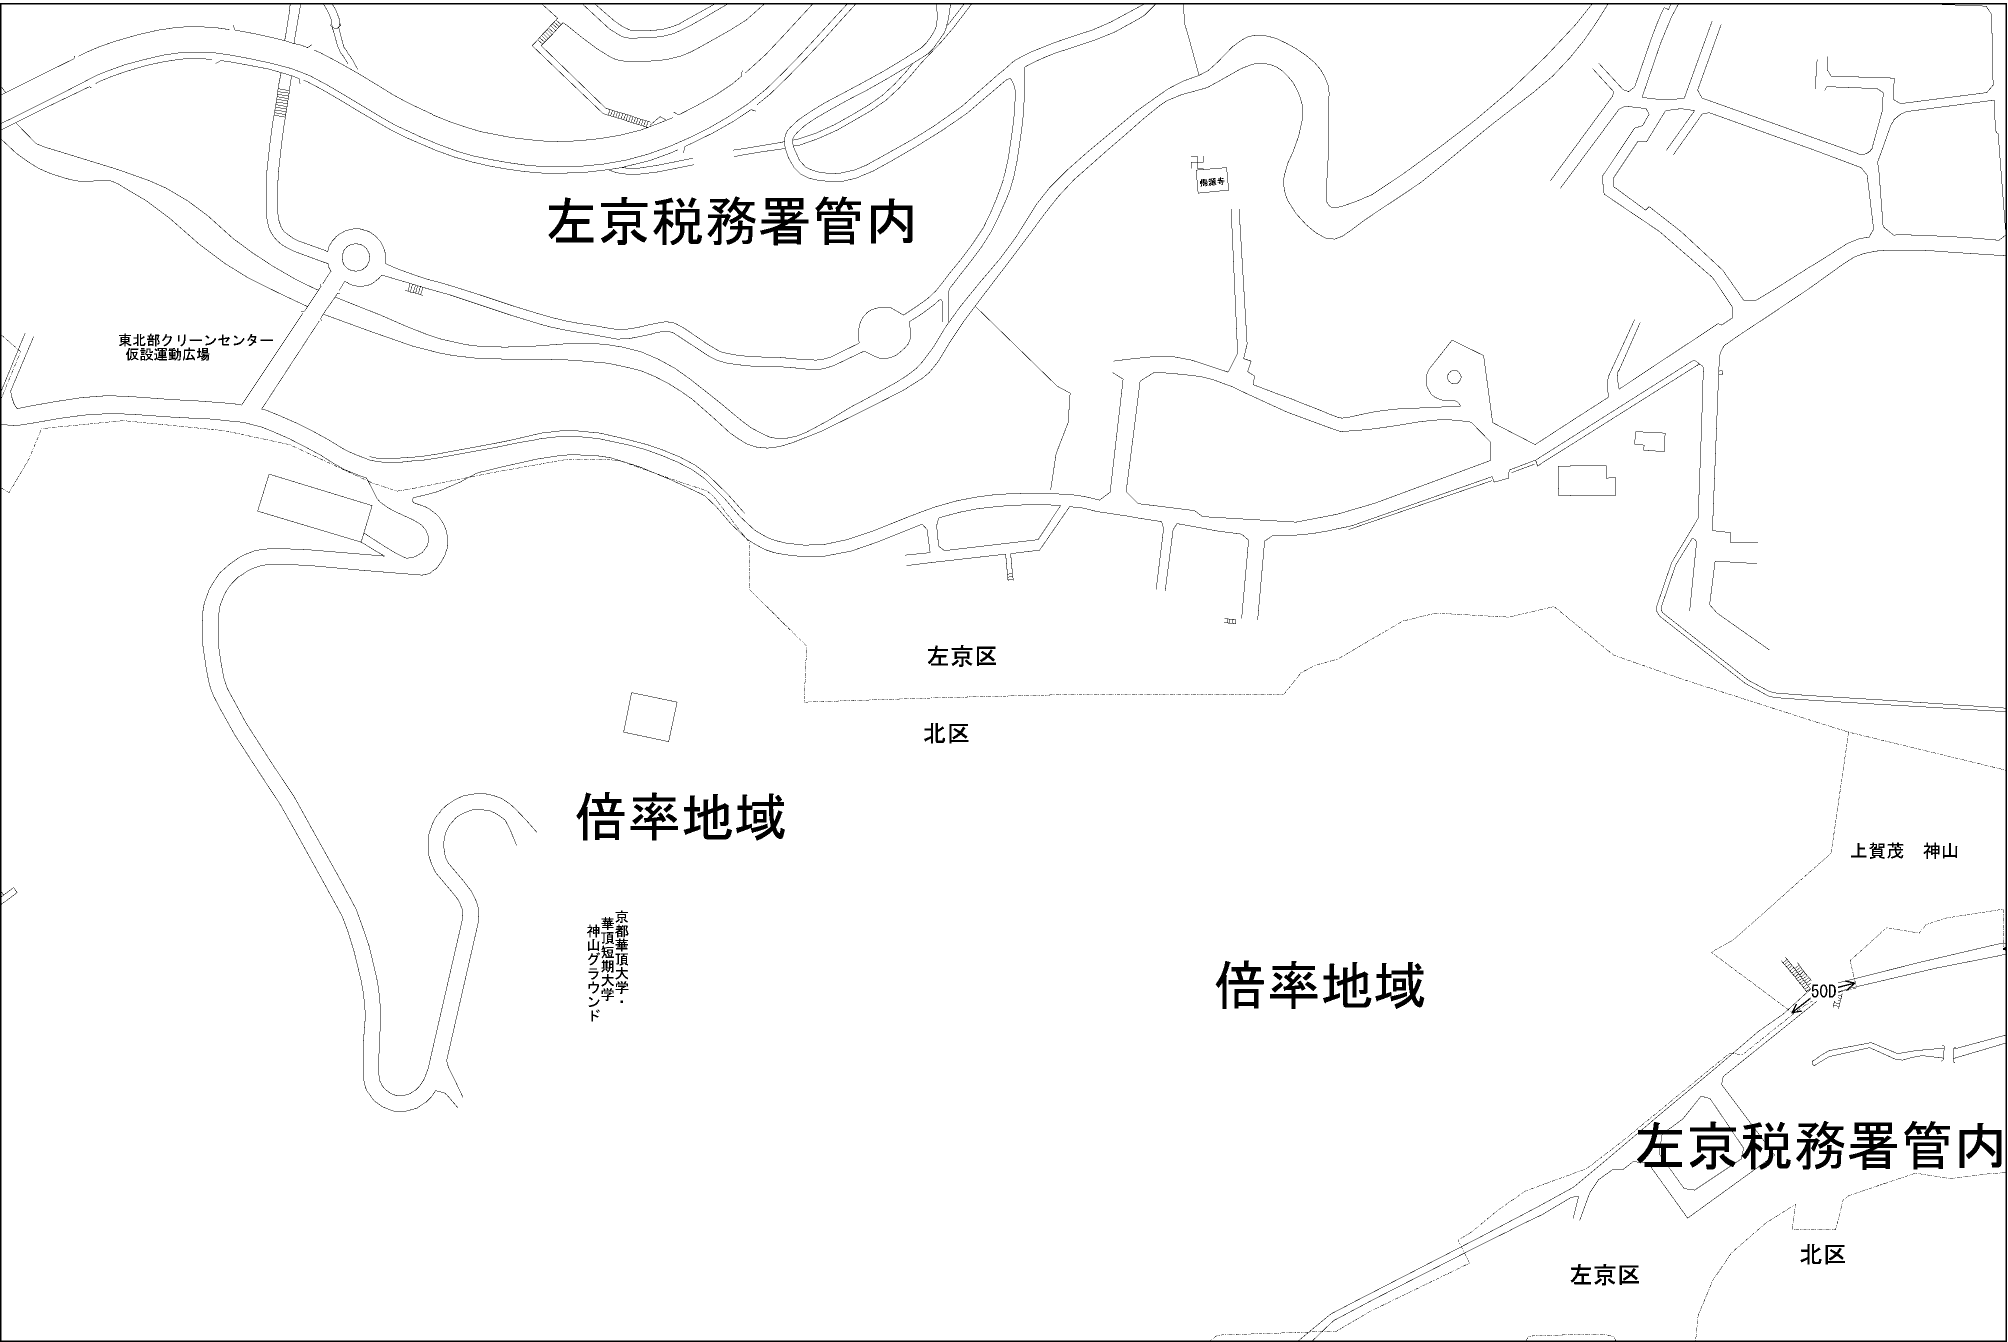 左京税務署管内
東北部クリーンセンター
仮設運動広場
左京区
北区
倍率地域
上賀茂　神山
京都華頂大学・
華頂短期大学
神山グラウンド
倍率地域
50D
左京税務署管内
北区
左京区